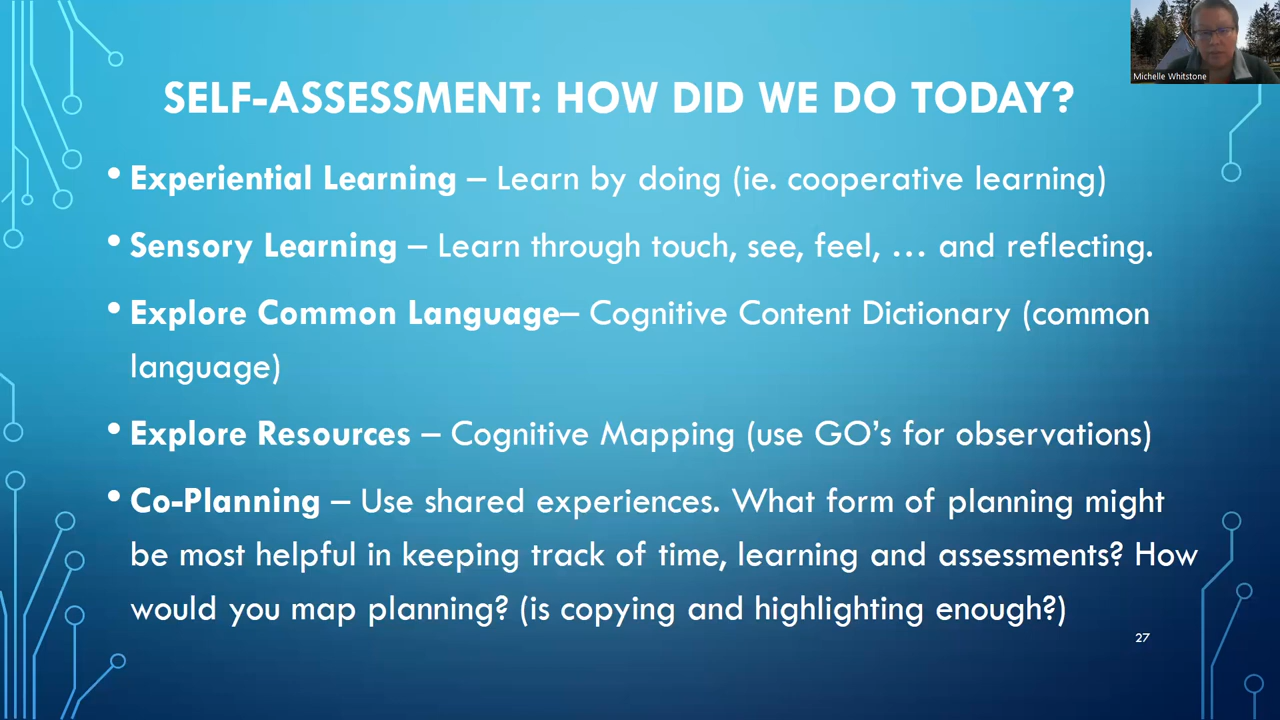 Michelle Whitstone
SELF-ASSESSMENT: HOW DID WE DO TODAY?
• Experiential Learning – Learn by doing (ie. cooperative learning)
• Sensory Learning – Learn through touch, see, feel, … and reflecting.
• Explore Common Language– Cognitive Content Dictionary (common
language)
• Explore Resources – Cognitive Mapping (use GO’s for observations)
• Co-Planning – Use shared experiences. What form of planning might
be most helpful in keeping track of time, learning and assessments? How
would you map planning? (is copying and highlighting enough?)
27